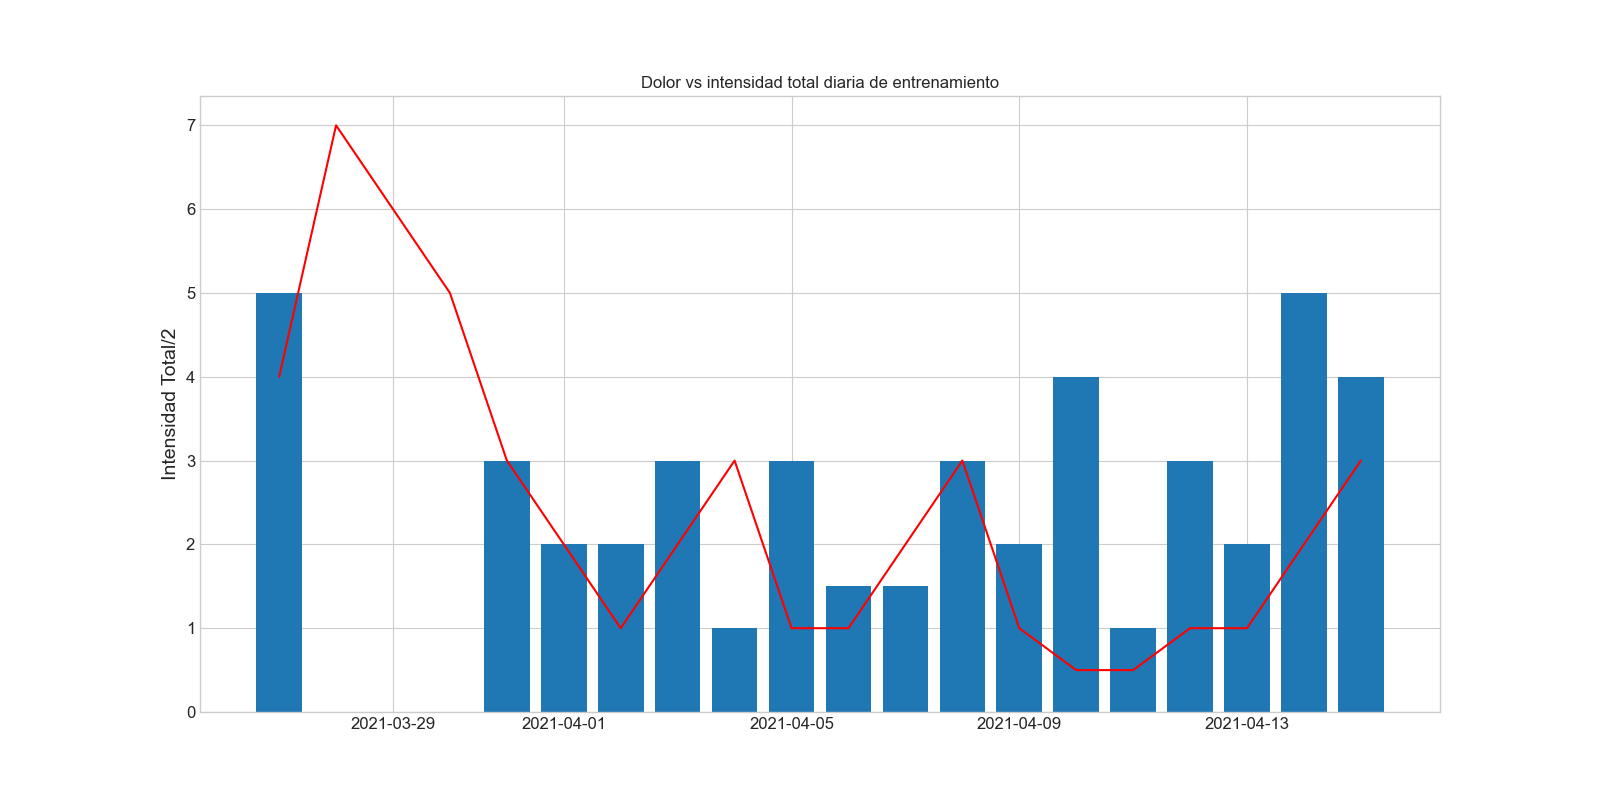 Dolor vs intensidad total diaria de entrenamiento
Intensidad Total/2
7
6
5
4
3
2
1
0
2021-03-29 2021-04-01 2021-04-05 2021-04-09 2021-04-13